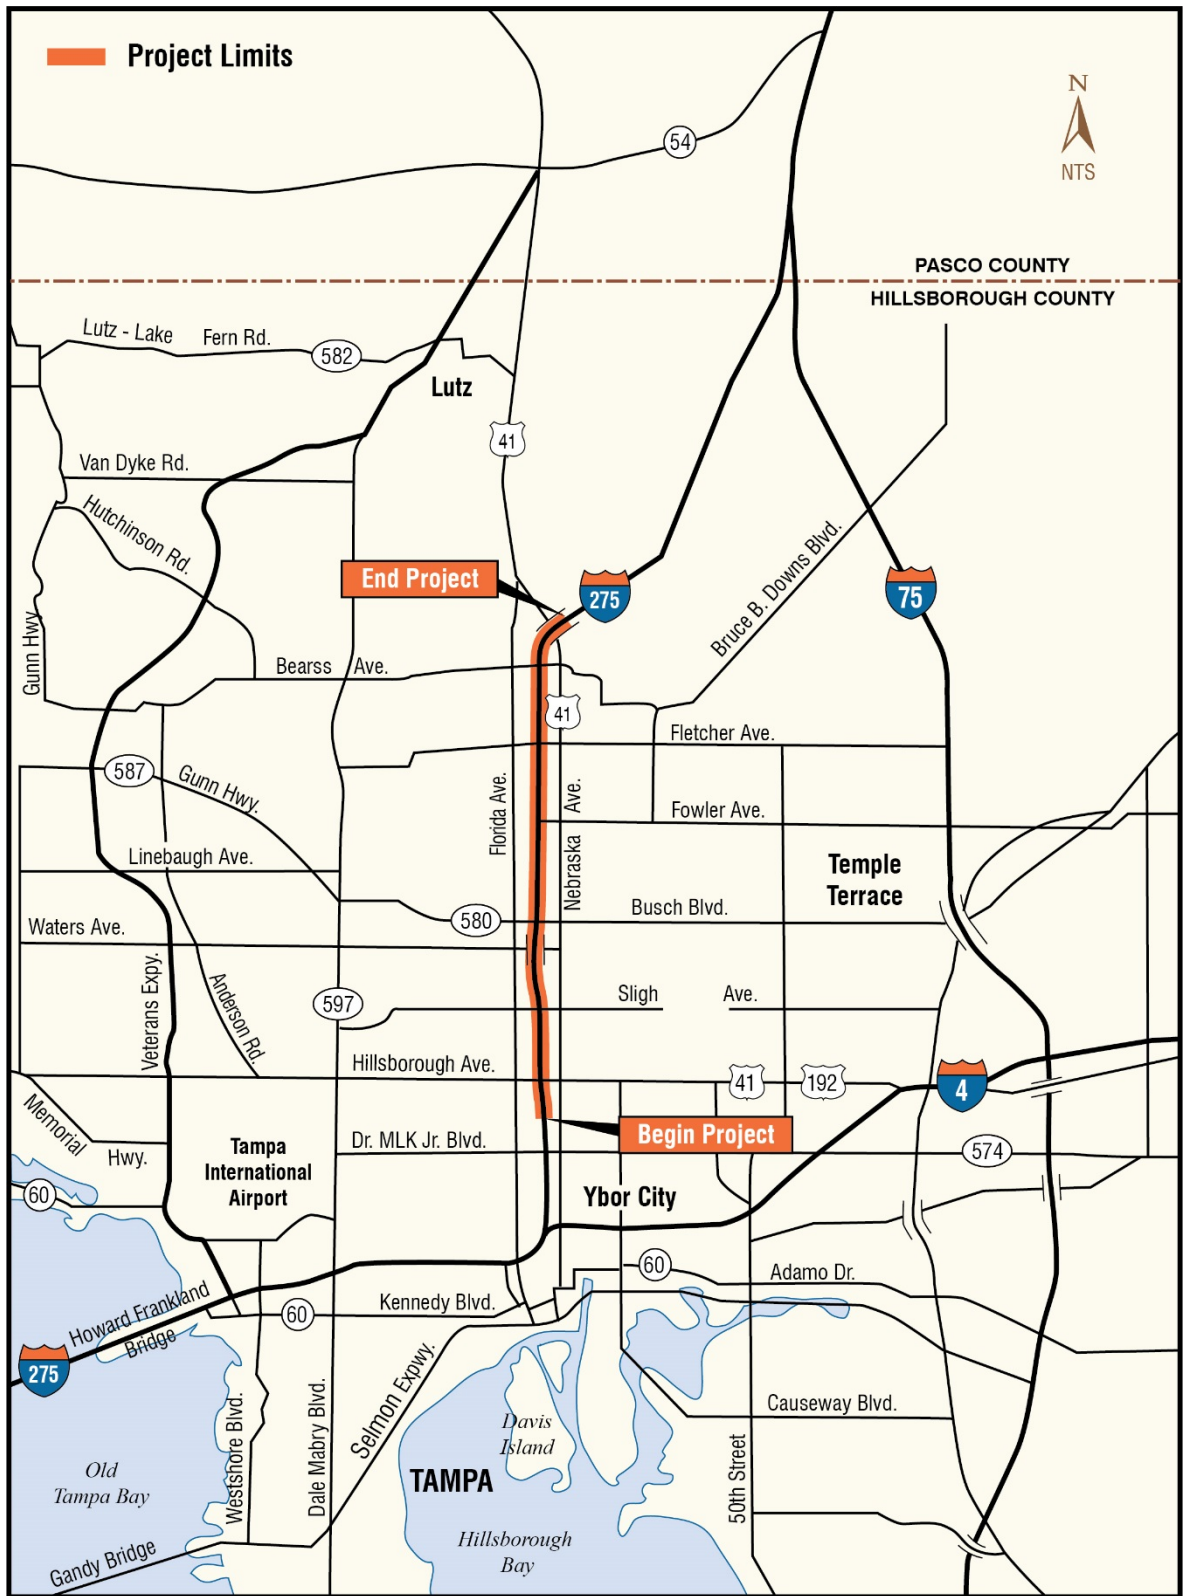 Project Limits
N
NTS
54
PASCO COUNTY
HILLSBOROUGH COUNTY
Lutz - Lake Fern Rd.
582
Lutz
41
Van Dyke Rd.
Hutchinson Rd.
End Project
275
75
Bruce B. Downs Blvd.
Gunn Hwy
Bearss Ave.
41
Fletcher Ave.
587
Gunn Hwy.
Florida Ave.
Nebraska Ave.
Fowler Ave.
Linebaugh Ave.
Temple
Terrace
580
Busch Blvd.
Waters Ave.
Veterans Expy.
Anderson Rd.
597
Sligh Ave.
Hillsborough Ave.
41
192
4
Memorial
Hwy.
Begin Project
Dr. MLK Jr. Blvd.
574
Tampa
International
Airport
60
Ybor City
60
Adamo Dr.
Howard Frankland
Bridge
60
Kennedy Blvd.
275
Selmon Expwy.
Westshore Blvd.
Dale Mabry Blvd.
Davis
Island
Causeway Blvd.
50th Street
Old
Tampa Bay
TAMPA
Hillsborough
Bay
Gandy Bridge